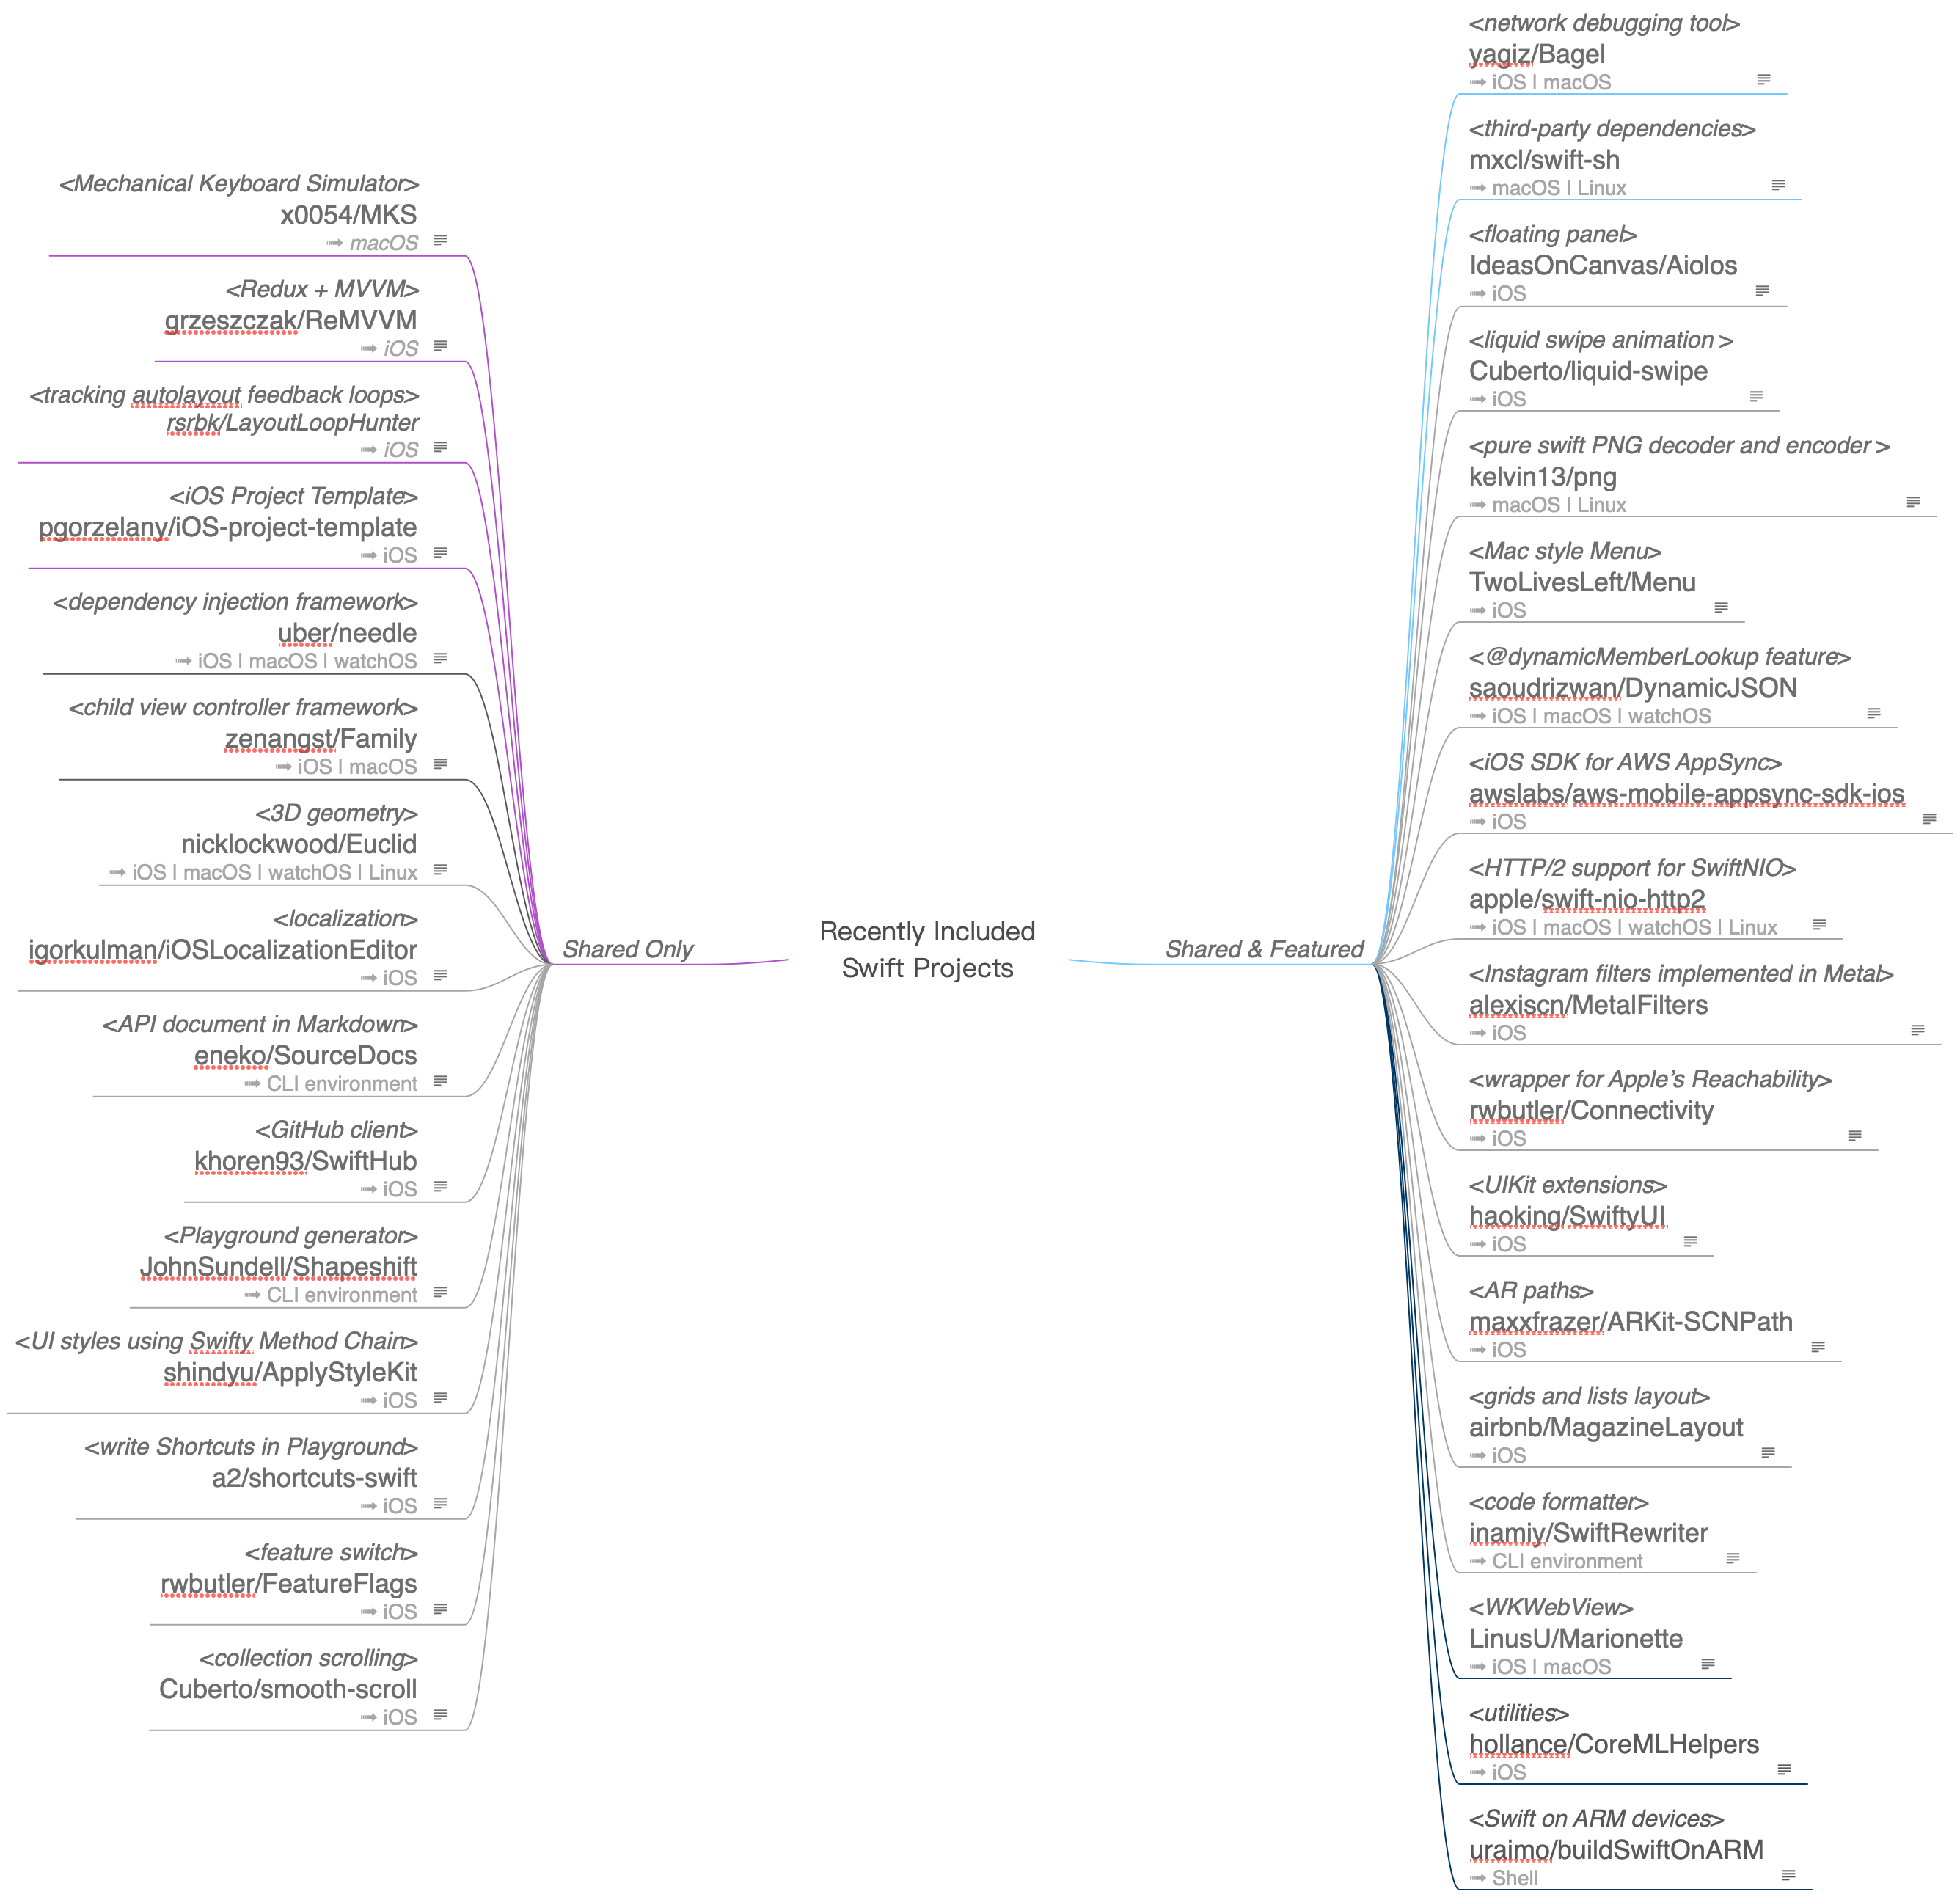 Recently Included
Swift Projects
Shared Only
<Mechanical Keyboard Simulator>
x0054/MKS
➟ macOS
<Redux + MVVM>
grzeszczak/ReMVVM
➟ iOS
<tracking autolayout feedback loops>
rsrbk/LayoutLoopHunter
➟ iOS
<iOS Project Template>
pgorzelany/iOS-project-template
➟ iOS
<dependency injection framework>
uber/needle
➟ iOS | macOS | watchOS
<child view controller framework>
zenangst/Family
➟ iOS | macOS
<3D geometry>
nicklockwood/Euclid
➟ iOS | macOS | watchOS | Linux
<localization>
igorkulman/iOSLocalizationEditor
➟ iOS
<API document in Markdown>
eneko/SourceDocs
➟ CLI environment
<GitHub client>
khoren93/SwiftHub
➟ iOS
<Playground generator>
JohnSundell/Shapeshift
➟ CLI environment
<UI styles using Swifty Method Chain>
shindyu/ApplyStyleKit
➟ iOS
<write Shortcuts in Playground>
a2/shortcuts-swift
➟ iOS
<feature switch>
rwbutler/FeatureFlags
➟ iOS
<collection scrolling>
Cuberto/smooth-scroll
➟ iOS
Shared & Featured
<network debugging tool>
yagiz/Bagel
➟ iOS | macOS
<third-party dependencies>
mxcl/swift-sh
➟ macOS | Linux
<floating panel>
IdeasOnCanvas/Aiolos
➟ iOS
<liquid swipe animation >
Cuberto/liquid-swipe
➟ iOS
<pure swift PNG decoder and encoder >
kelvin13/png
➟ macOS | Linux
<Mac style Menu>
TwoLivesLeft/Menu
➟ iOS
<@dynamicMemberLookup feature>
saoudrizwan/DynamicJSON
➟ iOS | macOS | watchOS
<iOS SDK for AWS AppSync>
awslabs/aws-mobile-appsync-sdk-ios
➟ iOS
<HTTP/2 support for SwiftNIO>
apple/swift-nio-http2
➟ iOS | macOS | watchOS | Linux
<Instagram filters implemented in Metal>
alexiscn/MetalFilters
➟ iOS
<wrapper for Apple’s Reachability>
rwbutler/Connectivity
➟ iOS
<UIKit extensions>
haoking/SwiftyUI
➟ iOS
<AR paths>
maxxfrazer/ARKit-SCNPath
➟ iOS
<grids and lists layout>
airbnb/MagazineLayout
➟ iOS
<code formatter>
inamiy/SwiftRewriter
➟ CLI environment
<WKWebView>
LinusU/Marionette
➟ iOS | macOS
<utilities>
hollance/CoreMLHelpers
➟ iOS
<Swift on ARM devices>
uraimo/buildSwiftOnARM
➟ Shell